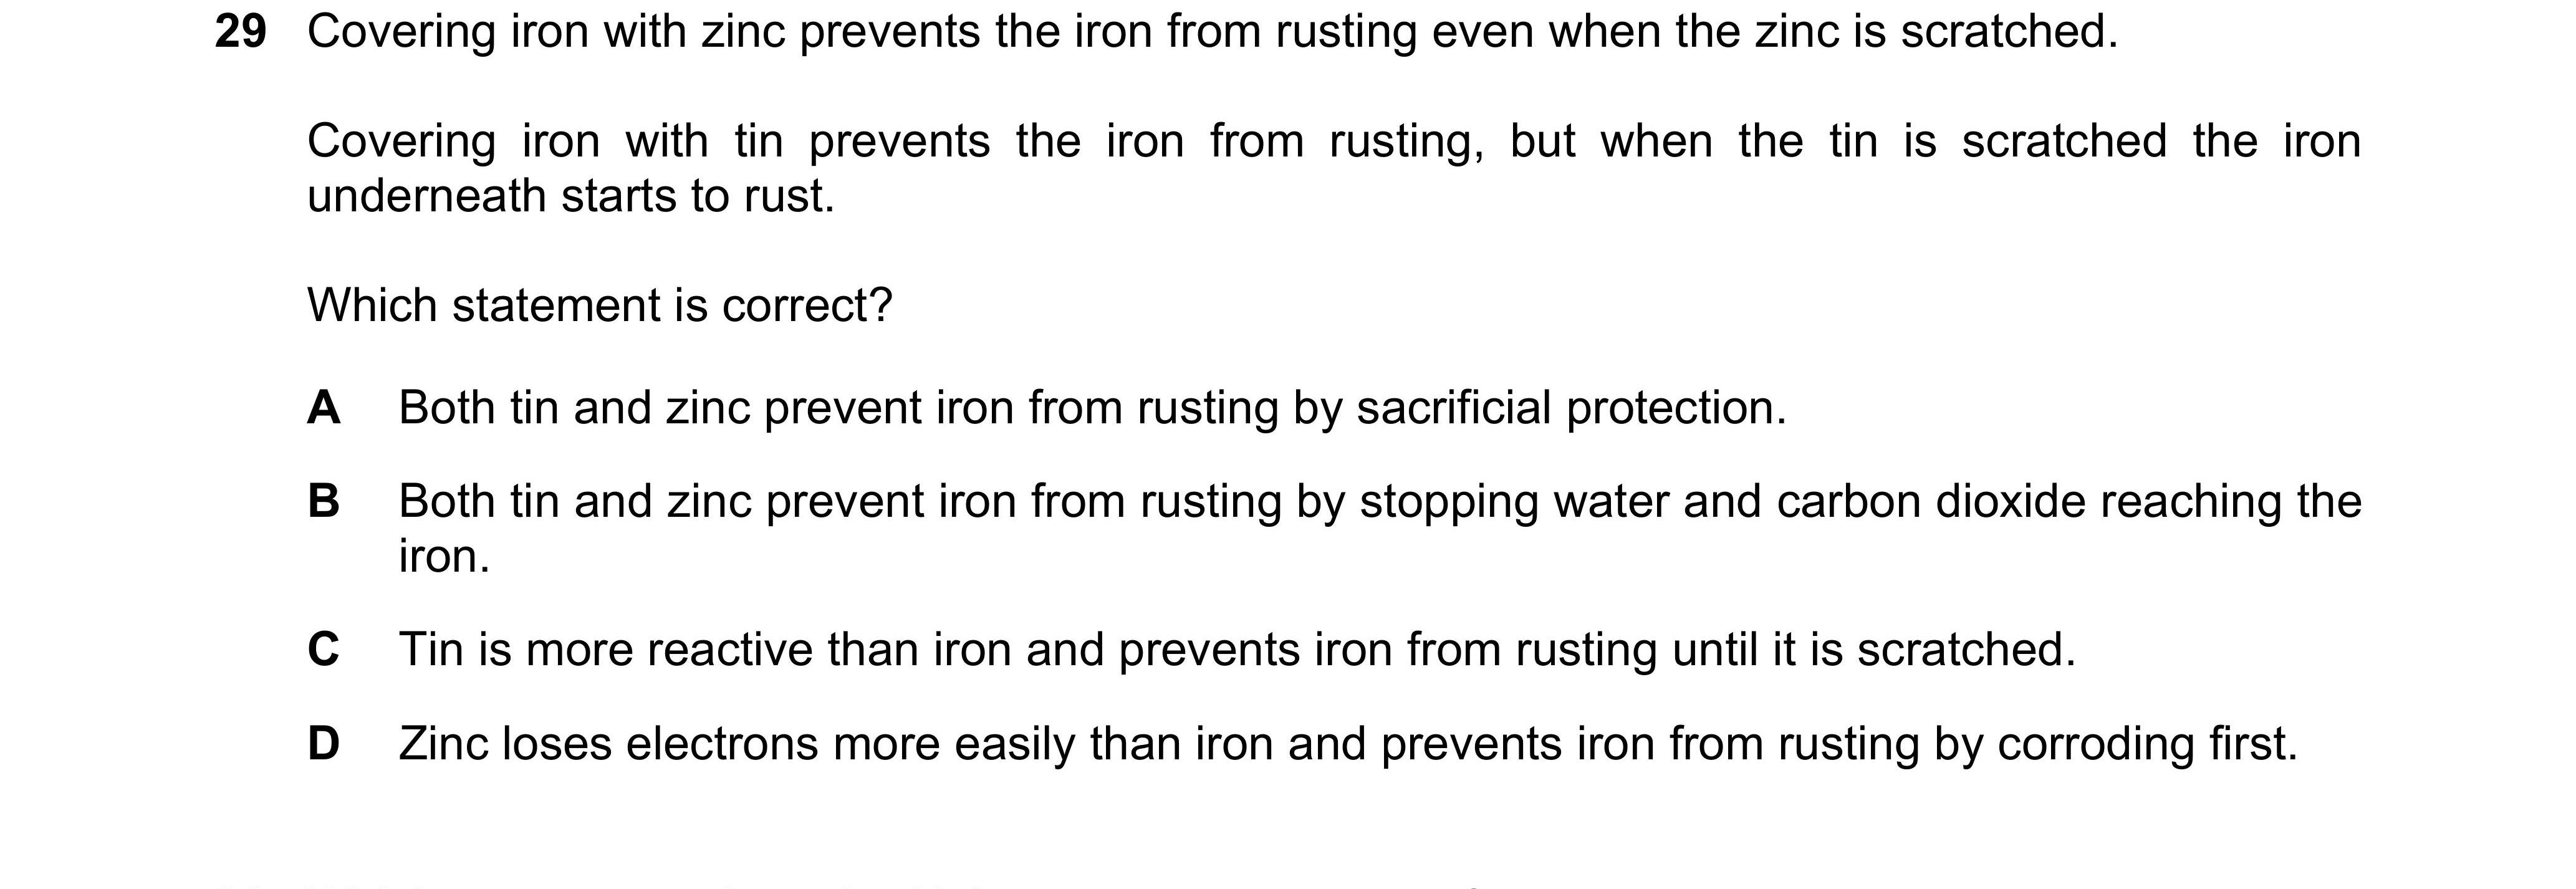 29 Covering iron with zinc prevents the iron from rusting even when the zinc is scratched.
Covering iron with tin prevents the iron from rusting, but when the tin is scratched the iron
underneath starts to rust.
Which statement is correct?
A Both tin and zinc prevent iron from rusting by sacrificial protection.
B Both tin and zinc prevent iron from rusting by stopping water and carbon dioxide reaching the
iron.
C Tin is more reactive than iron and prevents iron from rusting until it is scratched.
D Zinc loses electrons more easily than iron and prevents iron from rusting by corroding first.